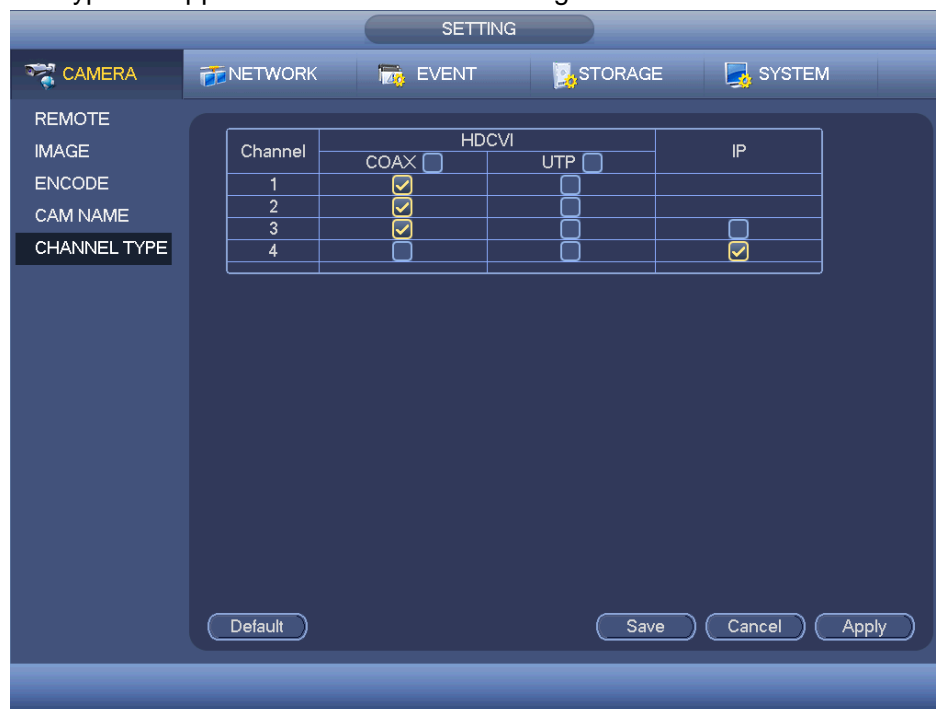 SETTING
CAMERA NETWORK EVENT STORAGE SYSTEM
REMOTE
IMAGE
ENCODE
CAM NAME
CHANNEL TYPE
Channel HDCVI IP
COAX UTP
1
2
3
4
Default Save Cancel Apply